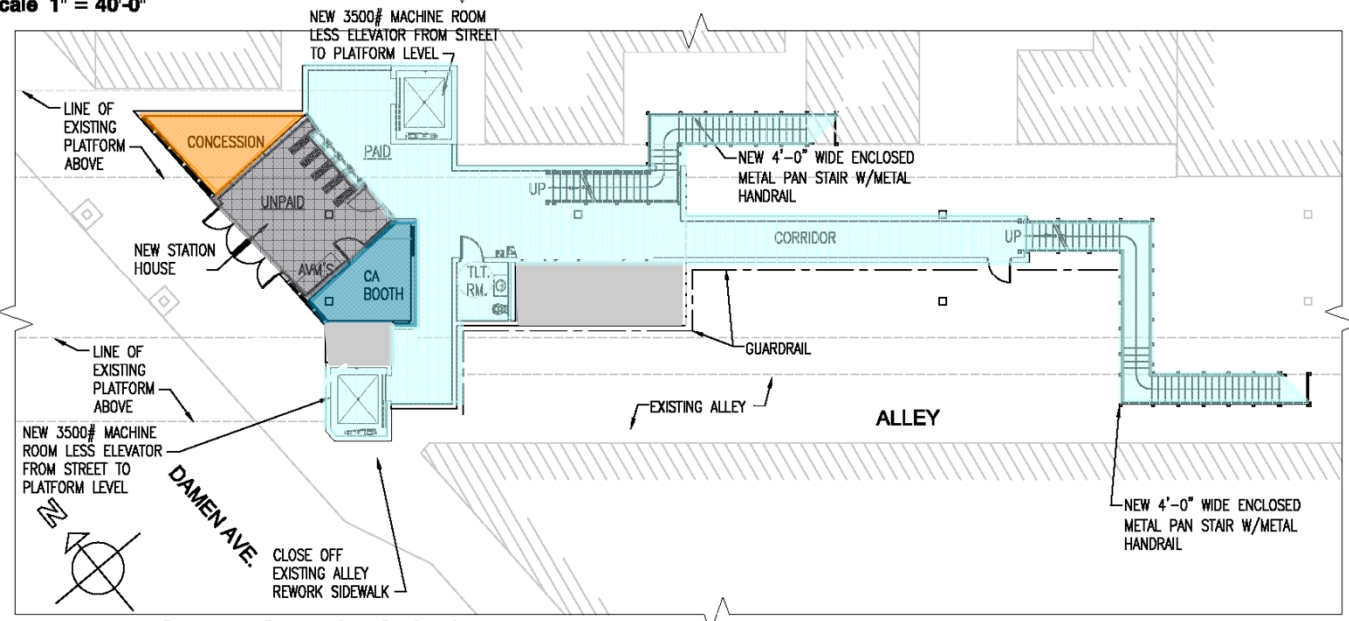 cale 1" = 40'-0"
NEW 3500# MACHINE ROOM
LESS ELEVATOR FROM STREET
TO PLATFORM LEVEL
LINE OF
EXISTING
PLATFORM
ABOVE
CONCESSION
PAID
UNPAID
NEW STATION
HOUSE
AVM'S
CA
BOOTH
UP
NEW 4'-0" WIDE ENCLOSED
METAL PAN STAIR W/METAL
HANDRAIL
CORRIDOR
UP
TLT.
RM.
GUARDRAIL
LINE OF
EXISTING
PLATFORM
ABOVE
EXISTING ALLEY
ALLEY
NEW 3500# MACHINE
ROOM LESS ELEVATOR
FROM STREET TO
PLATFORM LEVEL
DAMEN AVE.
N
CLOSE OFF
EXISTING ALLEY
REWORK SIDEWALK
NEW 4'-0" WIDE ENCLOSED
METAL PAN STAIR W/METAL
HANDRAIL